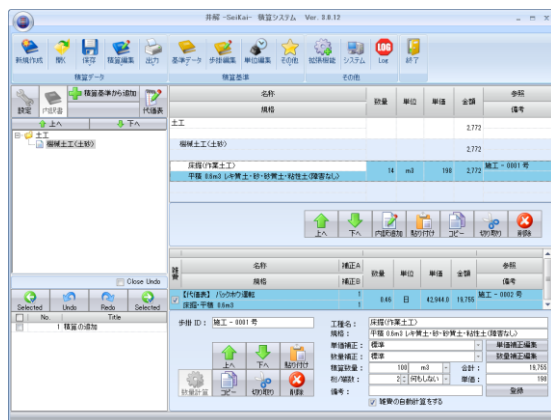 井解 -SeiKai- 積算システム Ver. 3.0.12
新規作成 開く 保存 積算編集 出力 基準データ 歩掛編集 単位編集 その他 拡張機能 システム Log 終了
積算データ 積算基準 その他
設定 内訳書 積算基準から追加 代価表
上へ 下へ
土工
機械土工(土砂)
名称 数量 単位 単価 金額 参照
規格 備考
土工
2,772
機械土工(土砂)
2,772
床掘(作業土工) 14 m3 198 2,772 施工 - 0001 号
平積 0.6m3 レキ質土・砂・砂質土・粘性土(障害なし)
上へ 下へ 内訳追加 貼り付け コピー 切り取り 削除
Close Undo
Selected Undo Redo Selected
No. Title
1 積算の追加
雑費 名称 補正A 数量 単位 単価 金額 参照
規格 補正B 備考
【代価表】 バックホウ運転 1 0.46 日 42,944.0 19,755 施工 - 0002 号
床掘・平積 0.6m3 1
歩掛 ID: 施工 - 0001 号
上へ 下へ 貼り付け
数量計算 コピー 切り取り 削除
工種名: 床掘(作業土工)
規格: 平積 0.6m3 レキ質土・砂・砂質土・粘性土(障害なし)
単価補正: 標準 単価補正編集
数量補正: 標準 数量補正編集
積算数量: 100 m3 合計: 19,755
桁/端数: 2 何もしない 単価: 198
備考: 登録
雑費の自動計算をする